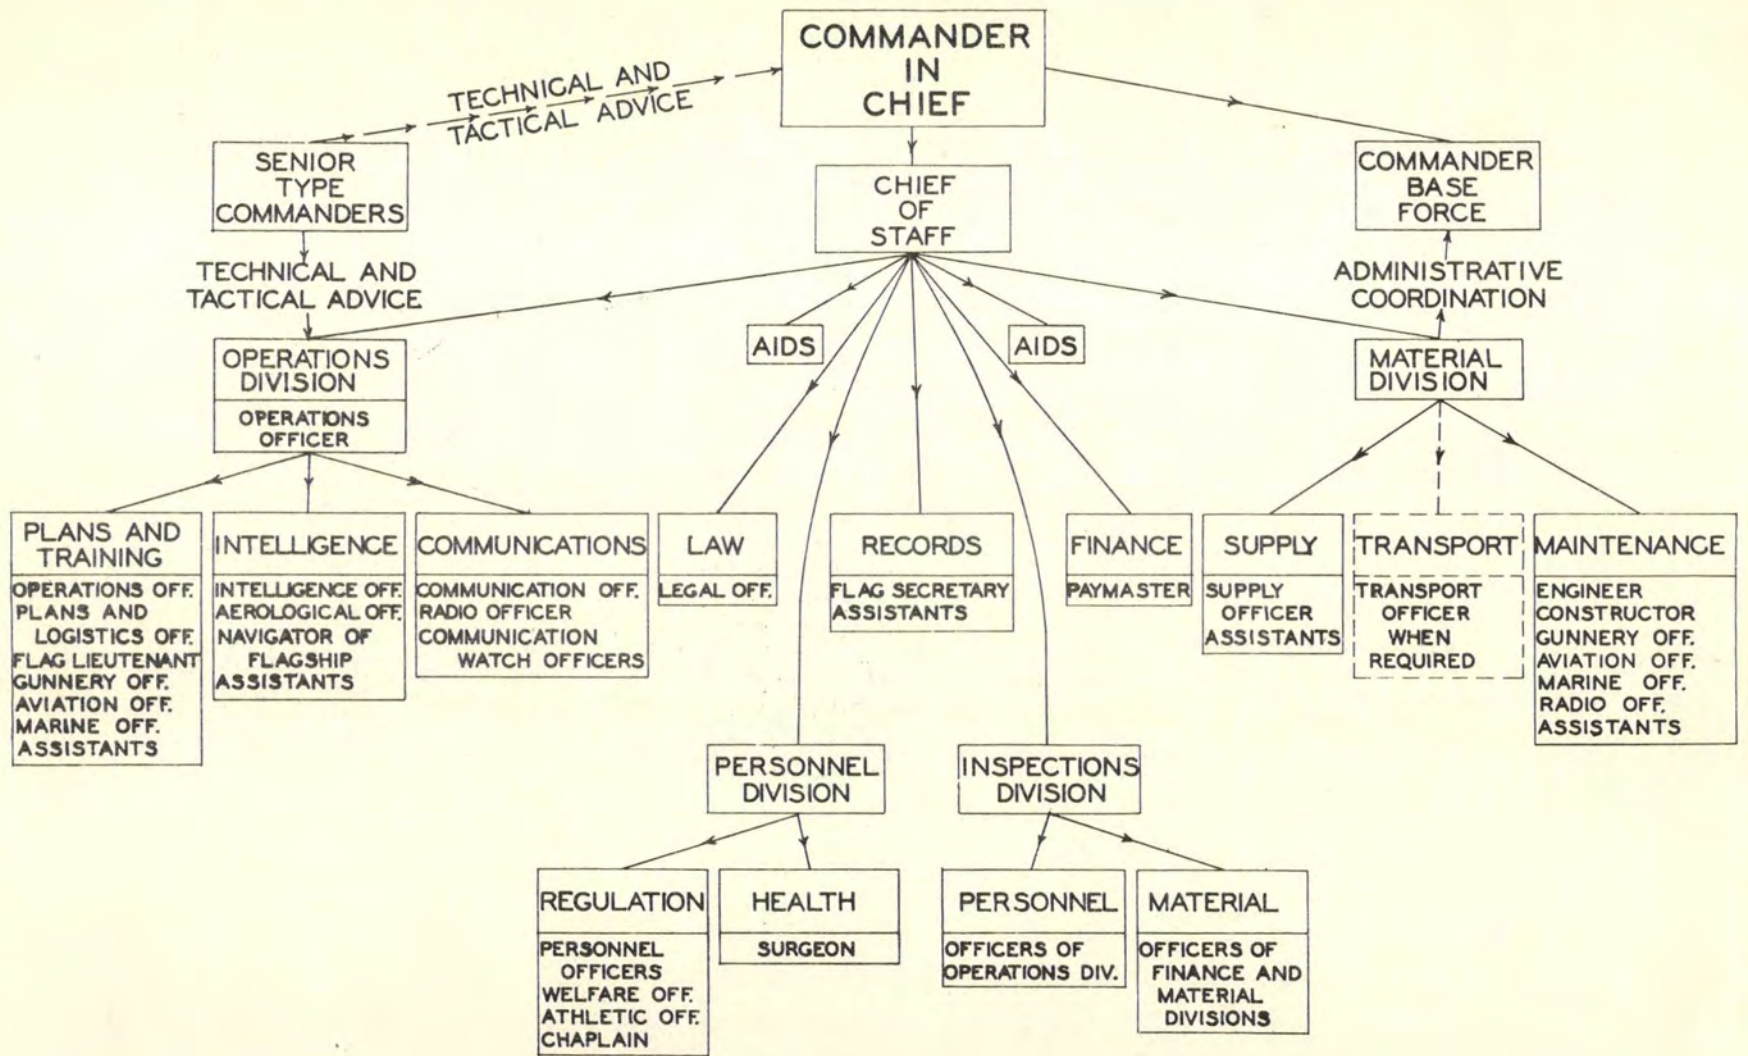 COMMANDER
IN
CHIEF
TECHNICAL AND
TACTICAL ADVICE
SENIOR
TYPE
COMMANDERS
CHIEF
OF
STAFF
COMMANDER
BASE
FORCE
TECHNICAL AND
TACTICAL ADVICE
ADMINISTRATIVE
COORDINATION
OPERATIONS
DIVISION
OPERATIONS
OFFICER
AIDS
AIDS
MATERIAL
DIVISION
PLANS AND
TRAINING
OPERATIONS OFF.
PLANS AND
LOGISTICS OFF.
FLAG LIEUTENANT
GUNNERY OFF.
AVIATION OFF.
MARINE OFF.
ASSISTANTS
INTELLIGENCE
INTELLIGENCE OFF.
AEROLOGICAL OFF.
NAVIGATOR OF
FLAGSHIP
ASSISTANTS
COMMUNICATIONS
COMMUNICATION OFF.
RADIO OFFICER
COMMUNICATION
WATCH OFFICERS
LAW
LEGAL OFF.
RECORDS
FLAG SECRETARY
ASSISTANTS
FINANCE
PAYMASTER
SUPPLY
SUPPLY
OFFICER
ASSISTANTS
TRANSPORT
TRANSPORT
OFFICER
WHEN
REQUIRED
MAINTENANCE
ENGINEER
CONSTRUCTOR
GUNNERY OFF.
AVIATION OFF.
MARINE OFF.
RADIO OFF.
ASSISTANTS
PERSONNEL
DIVISION
INSPECTIONS
DIVISION
REGULATION
PERSONNEL
OFFICERS
WELFARE OFF.
ATHLETIC OFF.
CHAPLAIN
HEALTH
SURGEON
PERSONNEL
OFFICERS OF
OPERATIONS DIV.
MATERIAL
OFFICERS OF
FINANCE AND
MATERIAL
DIVISIONS